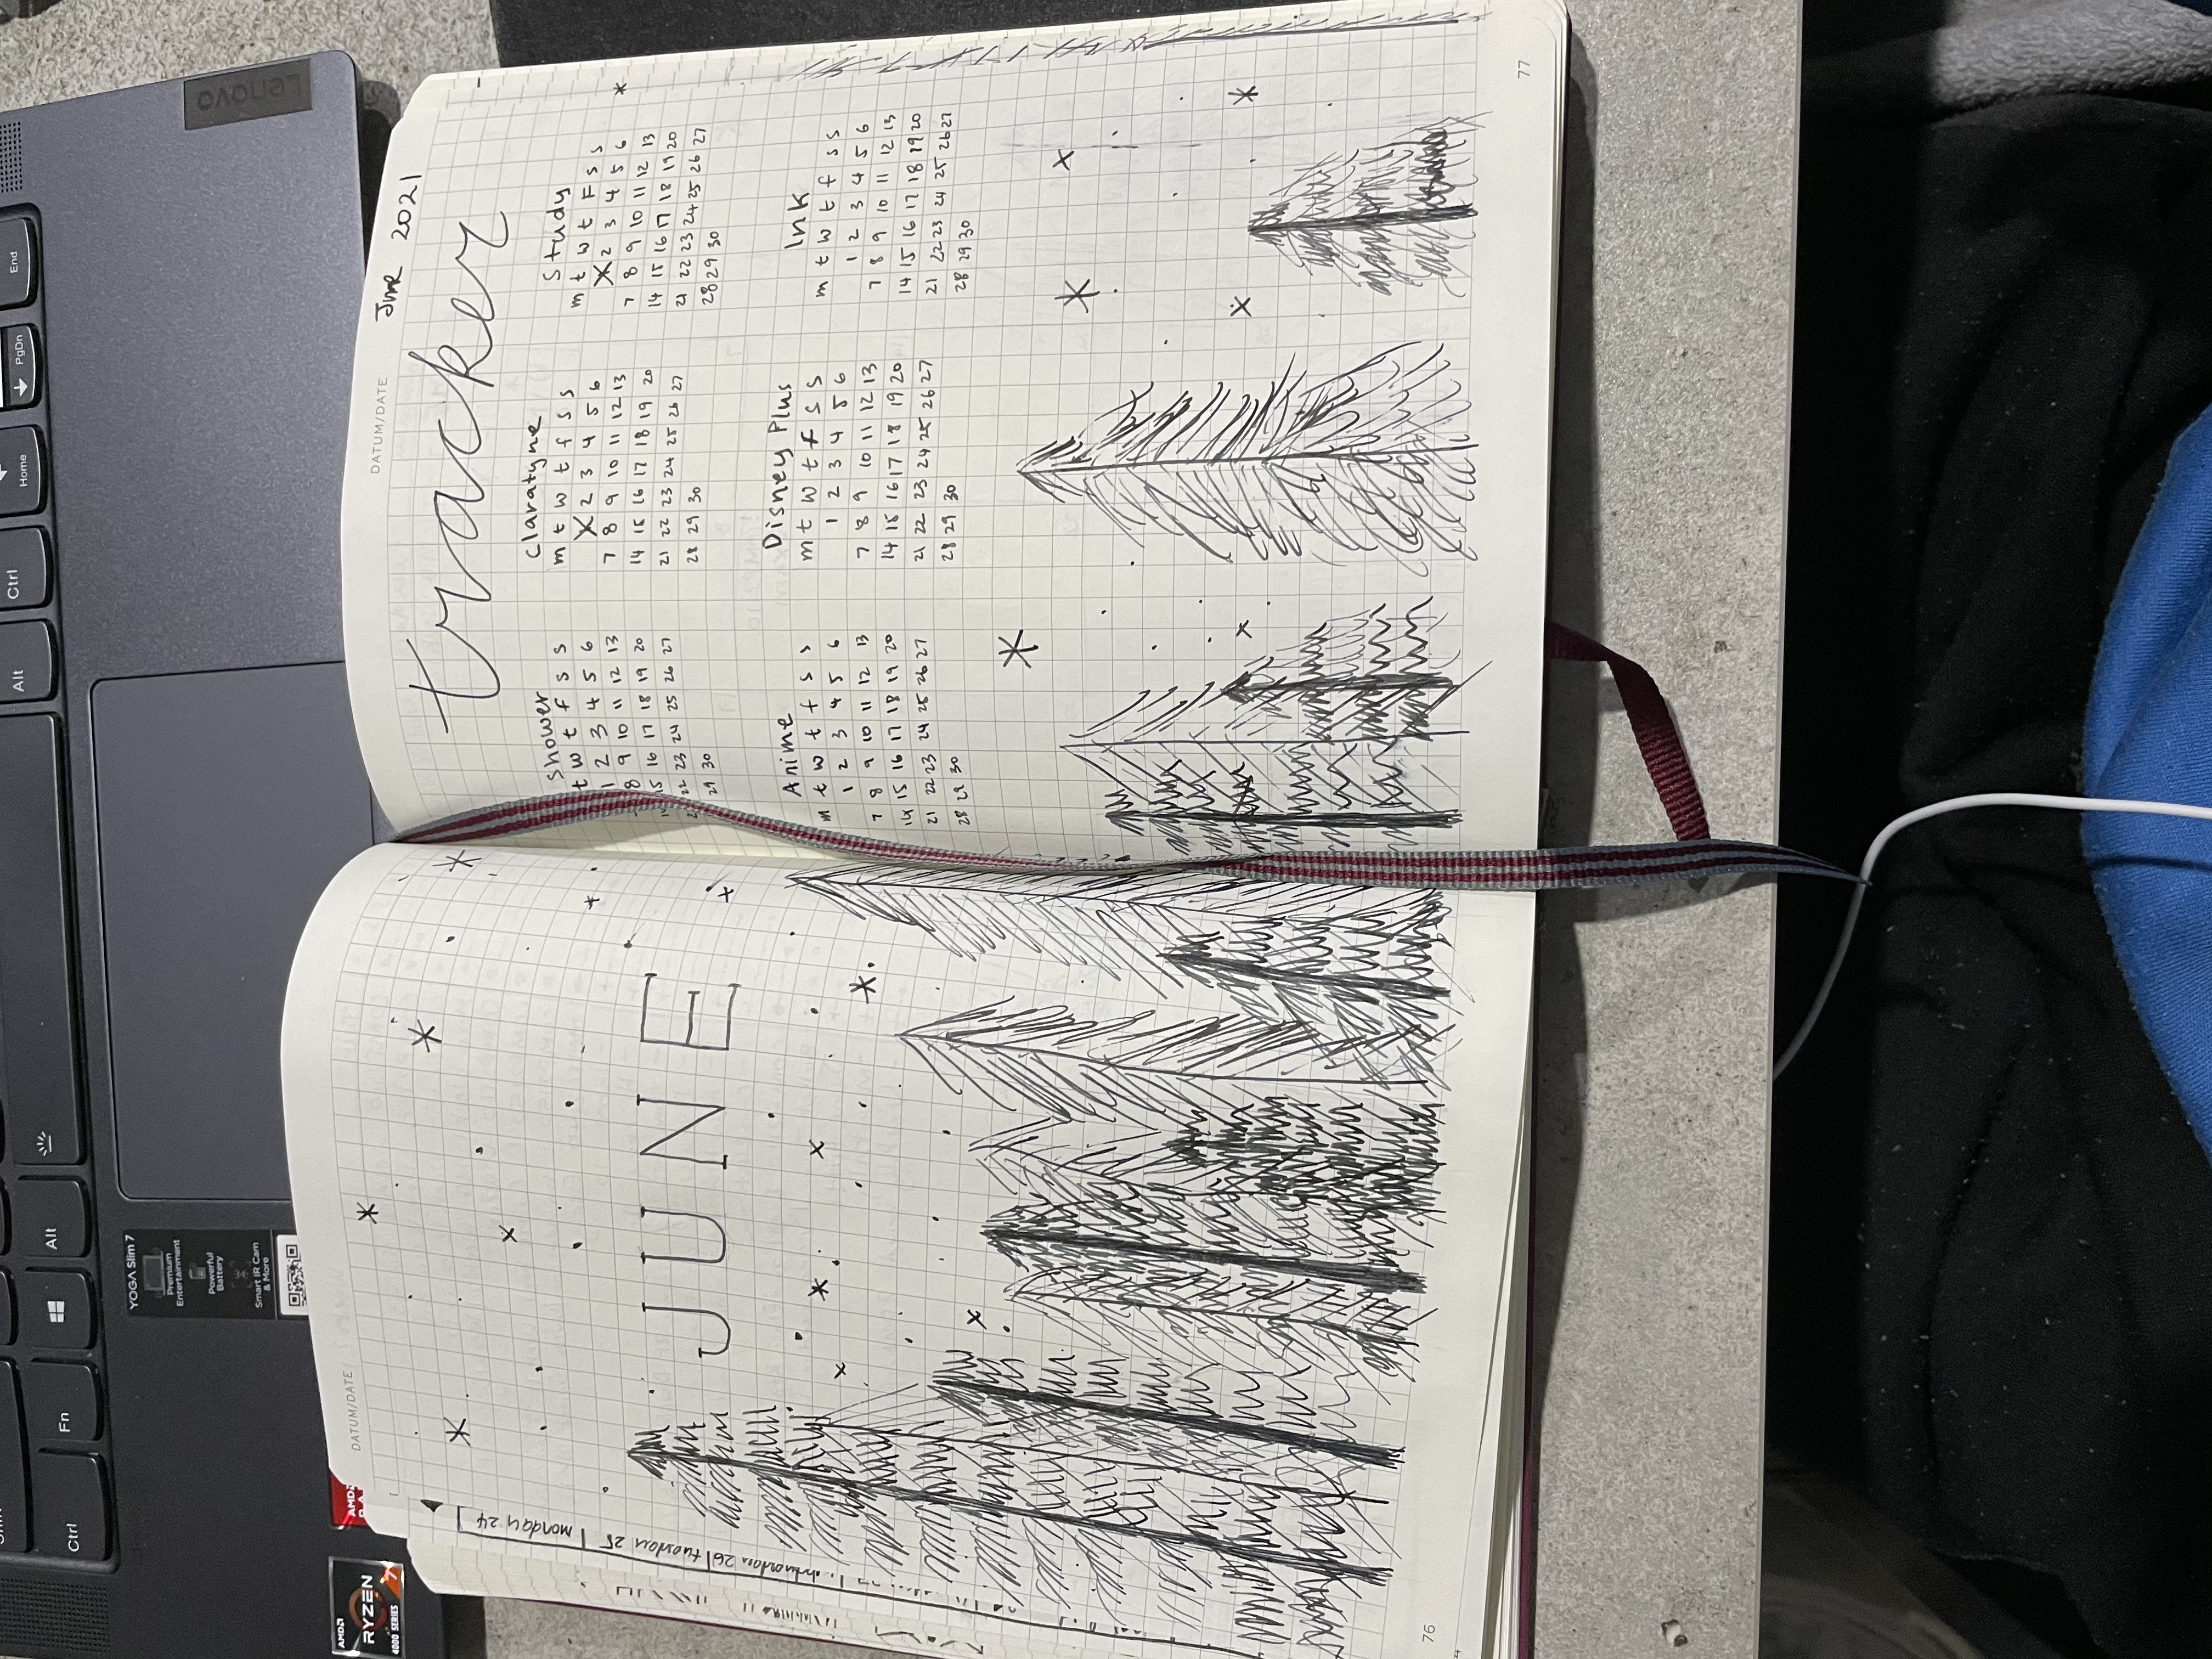 Ctrl
Fn
Alt
Alt
Ctrl
Home
PgDn
End
YOGA Slim 7
Premium
Entertainment
Powerful
Battery
Smart IR Cam
& More
Lenovo
AMD
RYZEN
4000 SERIES 7
AMD
DATUM/DATE
monday 24
tuesday 25
JUNE
76
DATUM/DATE June 2021
tracker
Shower
t w t f s s
1 2 3 4 5 6
8 9 10 11 12 13
15 16 17 18 19 20
22 23 24 25 26 27
29 30
Claratyne
m t w t f s s
2 3 4 5 6
7 8 9 10 11 12 13
14 15 16 17 18 19 20
21 22 23 24 25 26 27
28 29 30
Study
m t w t F s s
2 3 4 5 6
7 8 9 10 11 12 13
14 15 16 17 18 19 20
21 22 23 24 25 26 27
28 29 30
Anime
m t w t f s s
1 2 3 4 5 6
7 8 9 10 11 12 13
14 15 16 17 18 19 20
21 22 23 24 25 26 27
28 29 30
Disney Plus
m t w t f s s
1 2 3 4 5 6
7 8 9 10 11 12 13
14 15 16 17 18 19 20
21 22 23 24 25 26 27
28 29 30
Ink
m t w t f s s
1 2 3 4 5 6
7 8 9 10 11 12 13
14 15 16 17 18 19 20
21 22 23 24 25 26 27
28 29 30
77